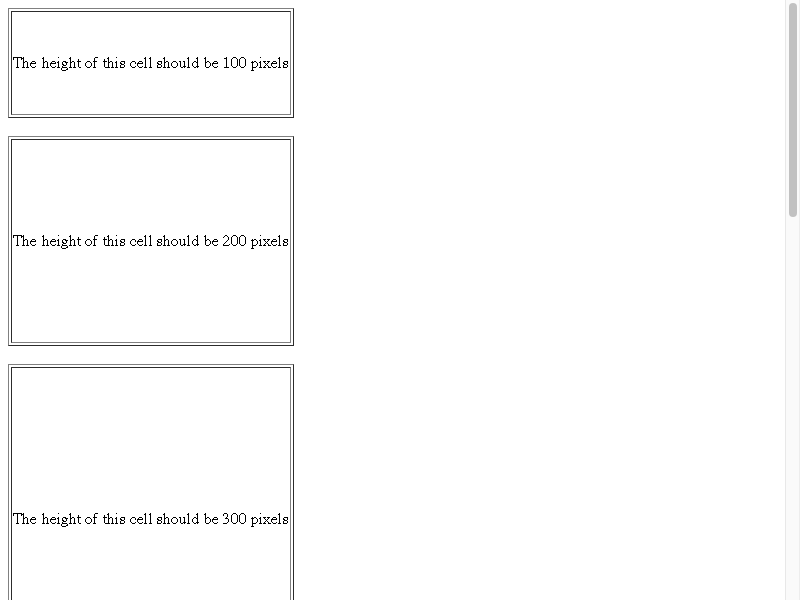 The height of this cell should be 100 pixels
The height of this cell should be 200 pixels
The height of this cell should be 300 pixels